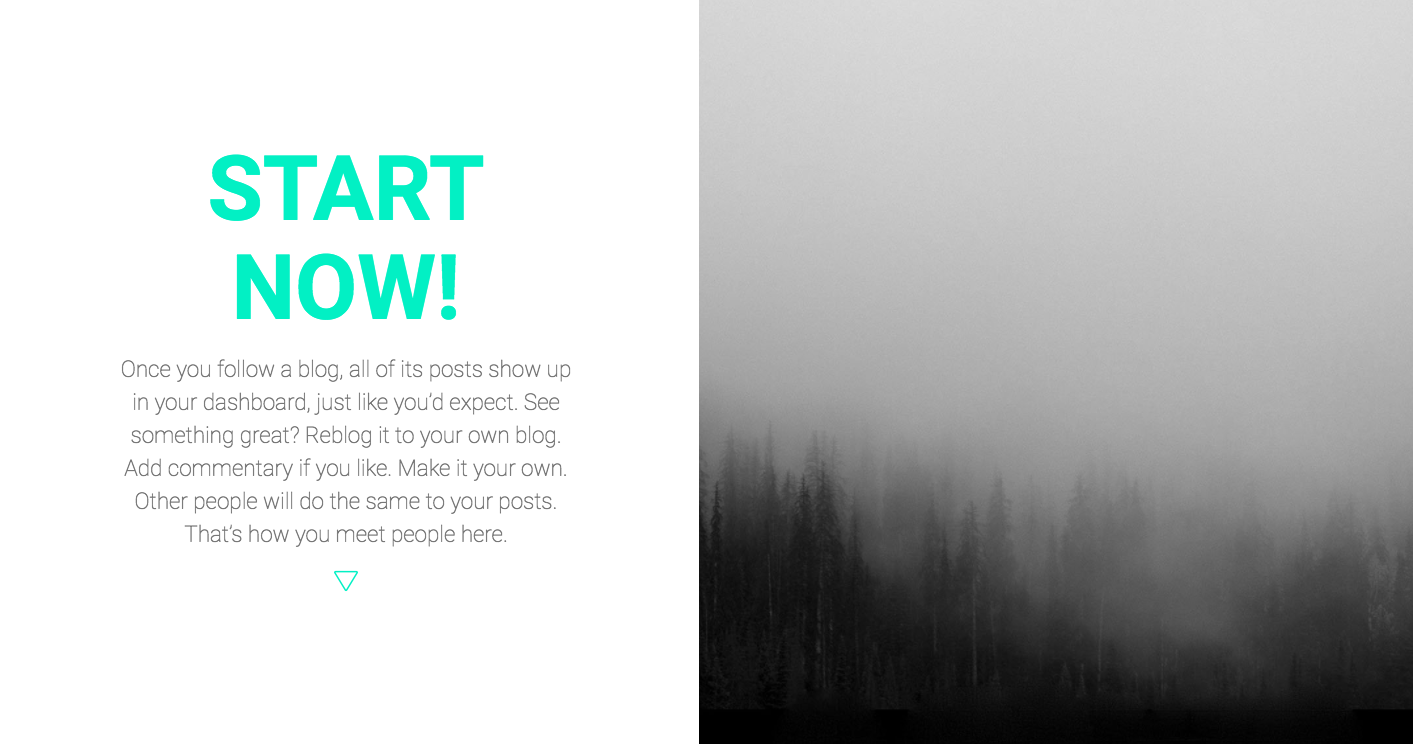 START
NOW!
Once you follow a blog, all of its posts show up
in your dashboard, just like you’d expect. See
something great? Reblog it to your own blog.
Add commentary if you like. Make it your own.
Other people will do the same to your posts.
That’s how you meet people here.